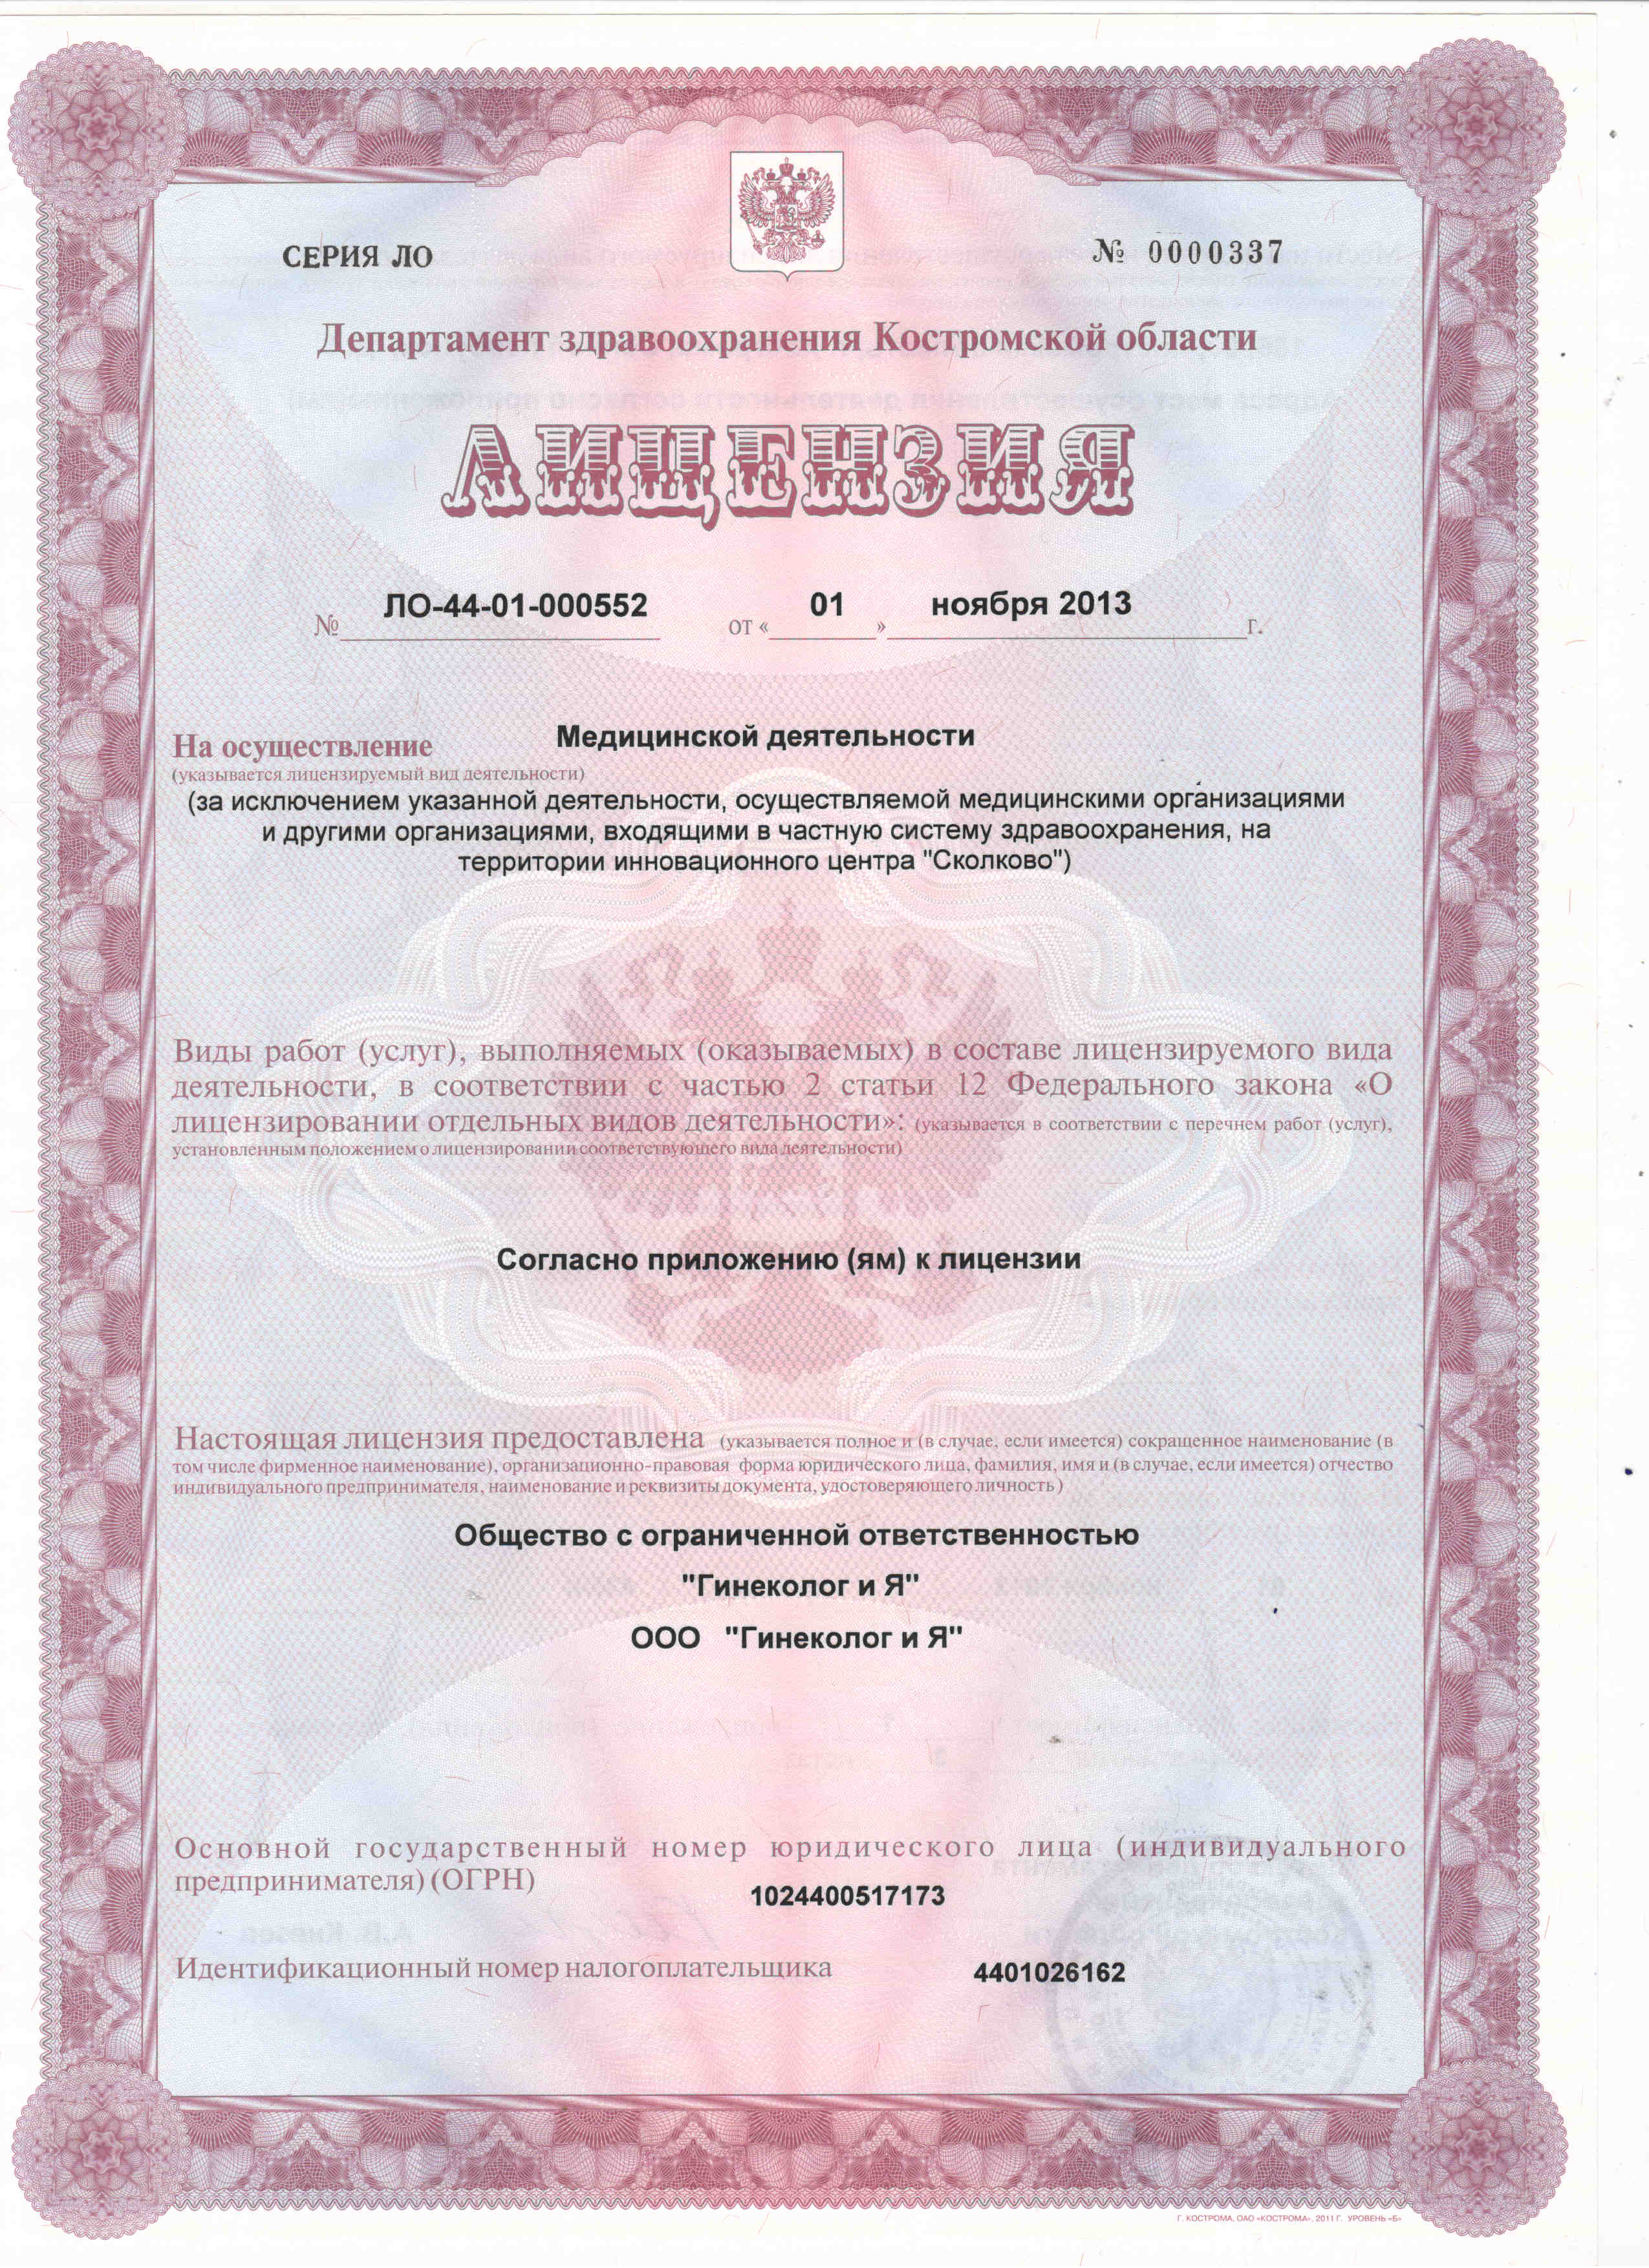 СЕРИЯ ЛО
№ 0000337
Департамент здравоохранения Костромской области
ЛИЦЕНЗИЯ
№ ЛО-44-01-000552 от « 01 » ноября 2013 г.
На осуществление Медицинской деятельности
(указывается лицензируемый вид деятельности)
(за исключением указанной деятельности, осуществляемой медицинскими организациями
и другими организациями, входящими в частную систему здравоохранения, на
территории инновационного центра "Сколково")
Виды работ (услуг), выполняемых (оказываемых) в составе лицензируемого вида
деятельности, в соответствии с частью 2 статьи 12 Федерального закона «О
лицензировании отдельных видов деятельности»: (указывается в соответствии с перечнем работ (услуг),
установленным положением о лицензировании соответствующего вида деятельности)
Согласно приложению (ям) к лицензии
Настоящая лицензия предоставлена (указывается полное и (в случае, если имеется) сокращенное наименование (в
том числе фирменное наименование), организационно-правовая форма юридического лица, фамилия, имя и (в случае, если имеется) отчество
индивидуального предпринимателя, наименование и реквизиты документа, удостоверяющего личность)
Общество с ограниченной ответственностью
"Гинеколог и Я"
ООО "Гинеколог и Я"
Основной государственный номер юридического лица (индивидуального
предпринимателя) (ОГРН)
1024400517173
Идентификационный номер налогоплательщика 4401026162
Г. КОСТРОМА, ОАО «КОСТРОМА», 2011 Г. УРОВЕНЬ «Б»